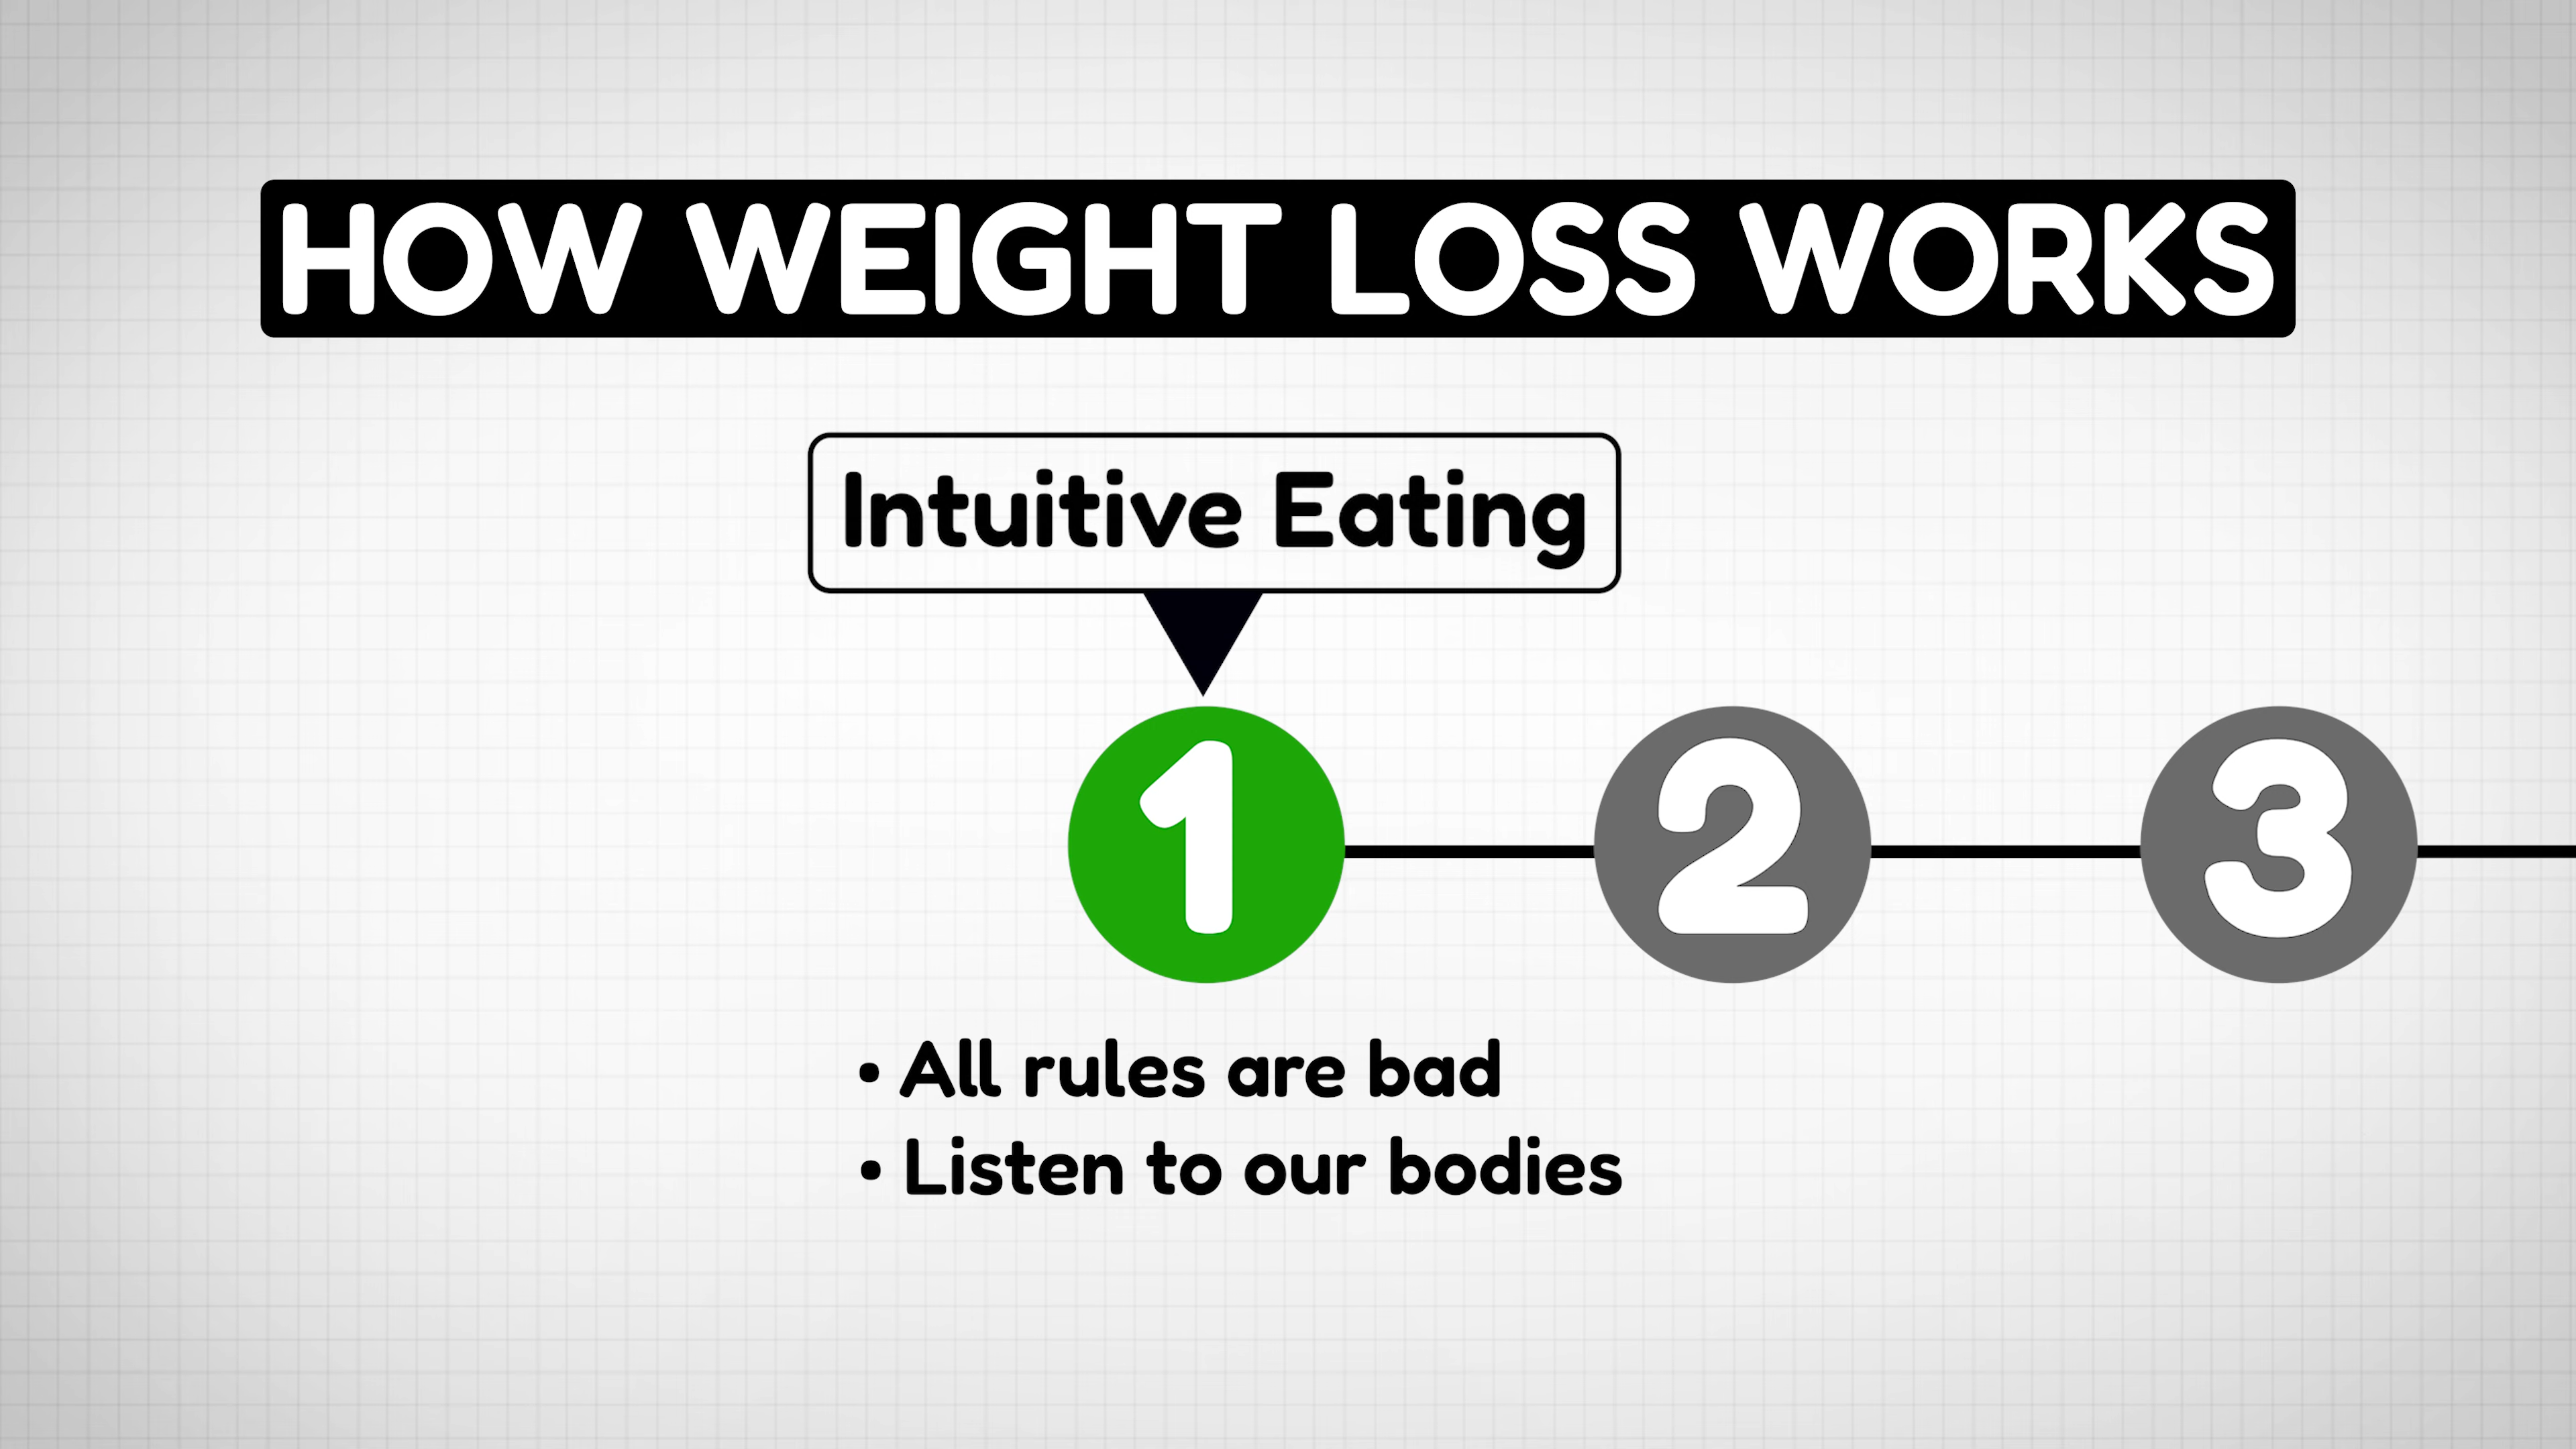 HOW WEIGHT LOSS WORKS
Intuitive Eating
1
2
3
• All rules are bad
• Listen to our bodies